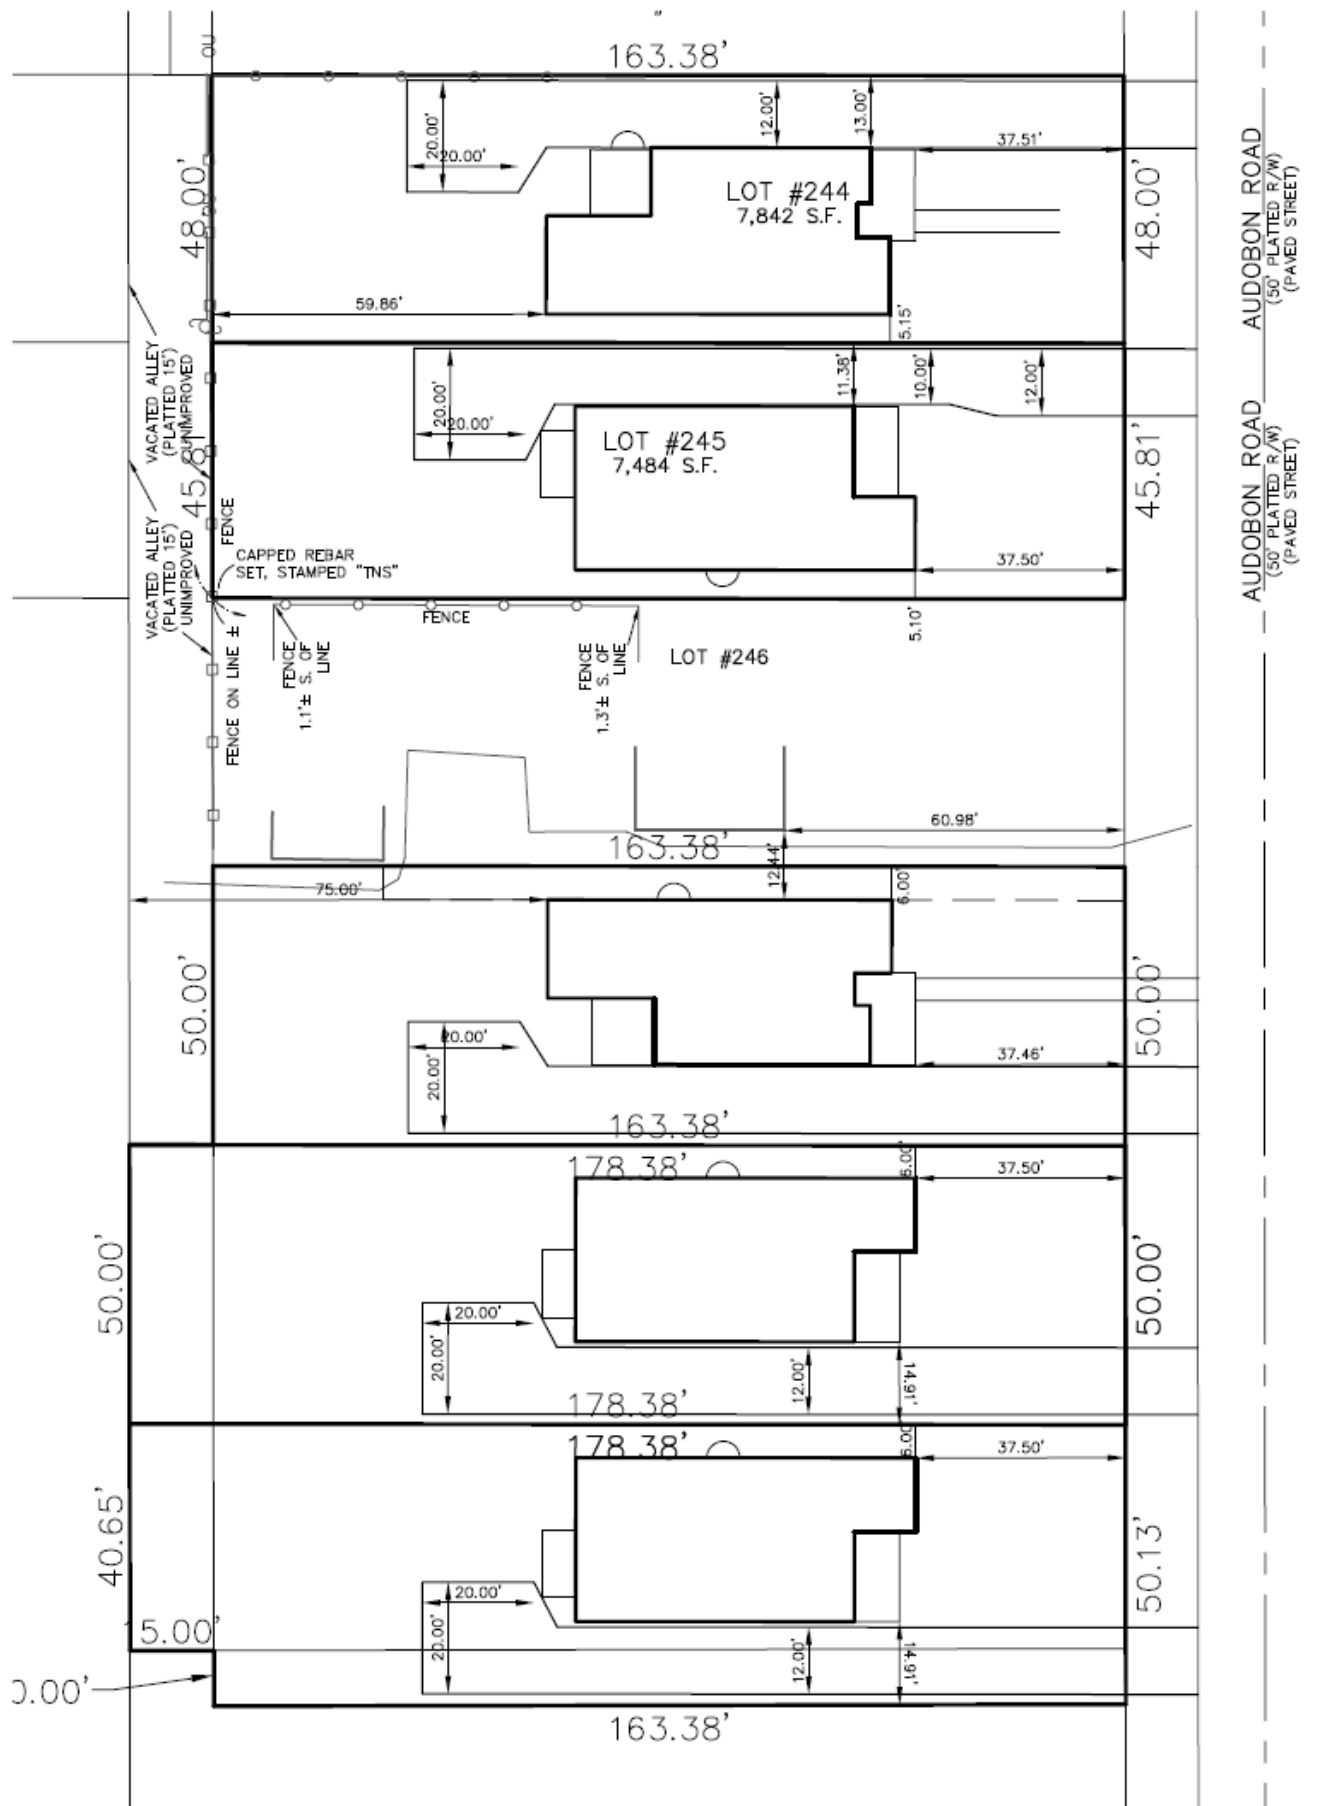 163.38'
20.00'
20.00'
12.00'
13.00'
37.51'
LOT #244
7,842 S.F.
48.00'
48.00'
59.86'
5.15'
AUDOBON ROAD
(50' PLATTED R/W)
(PAVED STREET)
VACATED ALLEY
(PLATTED 15')
UNIMPROVED
20.00'
20.00'
11.38'
10.00'
12.00'
LOT #245
7,484 S.F.
45.81'
45.81'
FENCE
AUDOBON ROAD
(50' PLATTED R/W)
(PAVED STREET)
VACATED ALLEY
(PLATTED 15')
UNIMPROVED
CAPPED REBAR
SET, STAMPED "TNS"
37.50'
5.10'
FENCE
FENCE ON LINE ±
FENCE
1.1'± S. OF
LINE
FENCE
1.3'± S. OF
LINE
LOT #246
60.98'
163.38'
12.44'
75.00'
6.00'
50.00'
50.00'
20.00'
20.00'
37.46'
163.38'
178.38'
6.00'
37.50'
50.00'
50.00'
20.00'
20.00'
12.00'
14.91'
178.38'
178.38'
6.00'
37.50'
40.65'
50.13'
20.00'
20.00'
12.00'
14.91'
5.00'
0.00'
163.38'